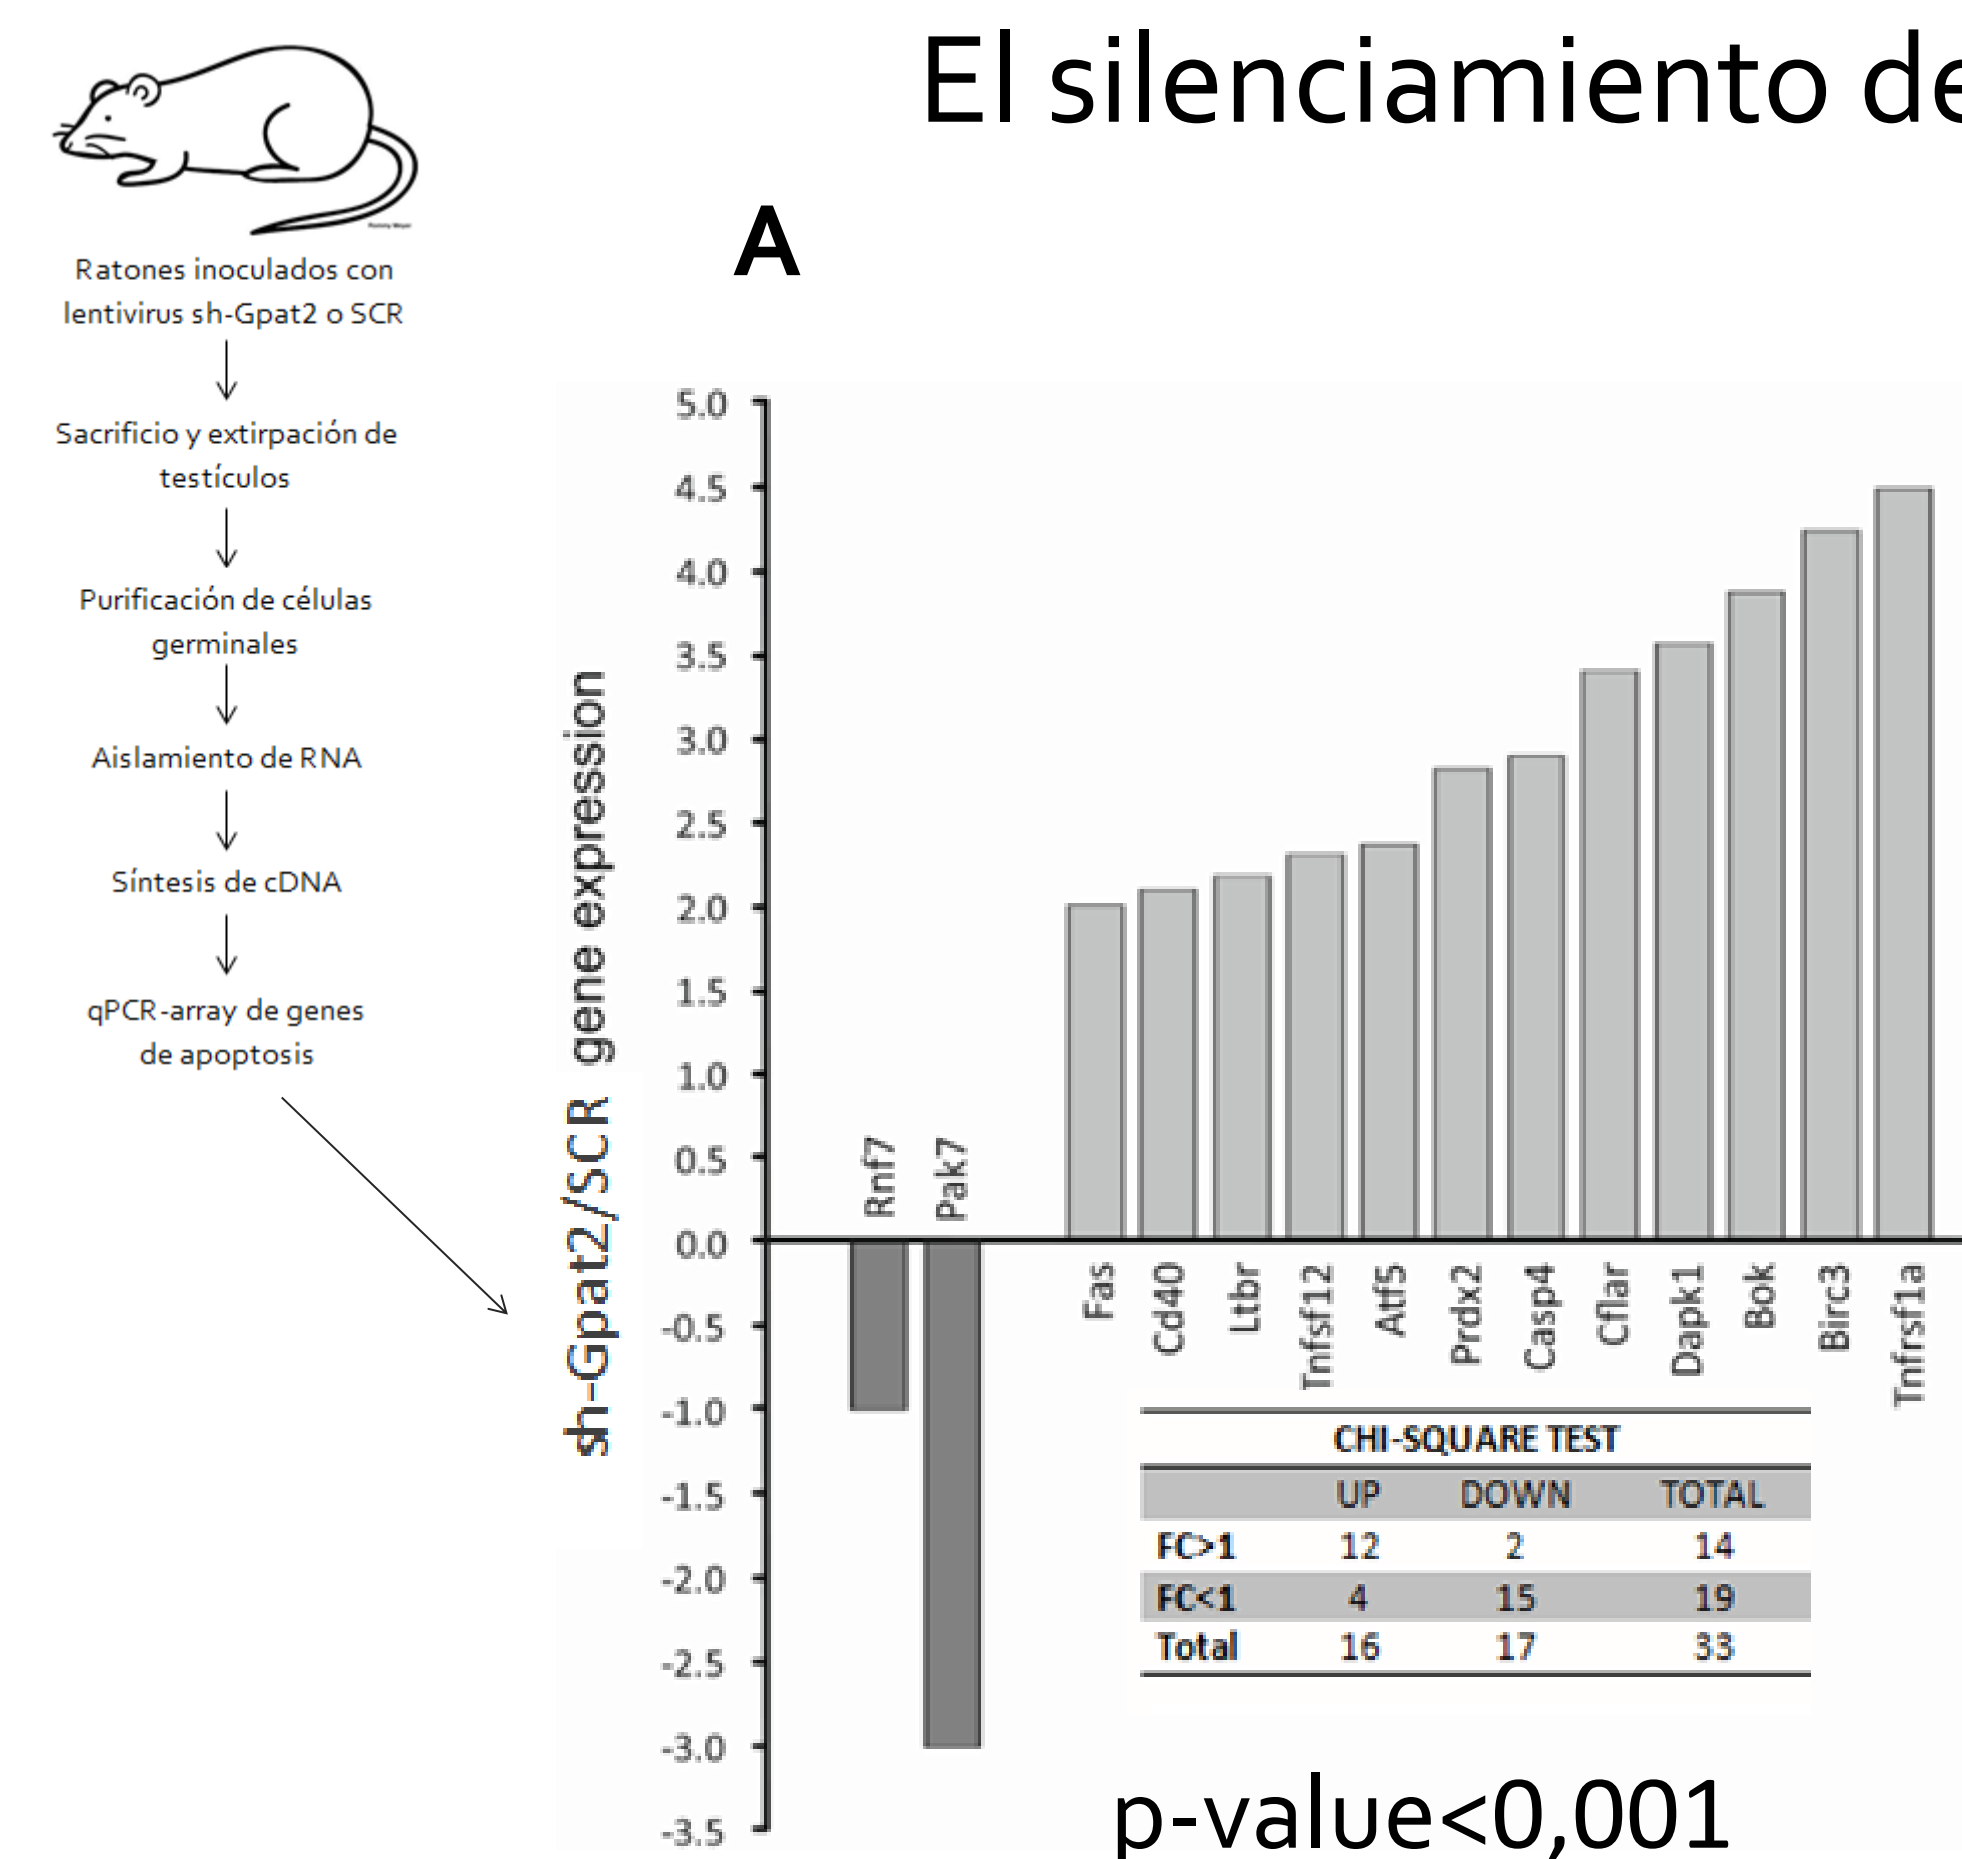 El silenciamiento de
A
Ratones inoculados con
lentivirus sh-Gpat2 o SCR
Sacrificio y extirpación de
testículos
Purificación de células
germinales
Aislamiento de RNA
Síntesis de cDNA
qPCR-array de genes
de apoptosis
sh-Gpat2/SCR gene expression
5.0
4.5
4.0
3.5
3.0
2.5
2.0
1.5
1.0
0.5
0.0
-0.5
-1.0
-1.5
-2.0
-2.5
-3.0
-3.5
Rnf7
Pak7
Fas
Cd40
Ltbr
Tnfsf12
Atf5
Prdx2
Casp4
Cflar
Dapk1
Bok
Birc3
Tnfrsf1a
CHI-SQUARE TEST
UP DOWN TOTAL
FC>1 12 2 14
FC<1 4 15 19
Total 16 17 33
p-value<0,001